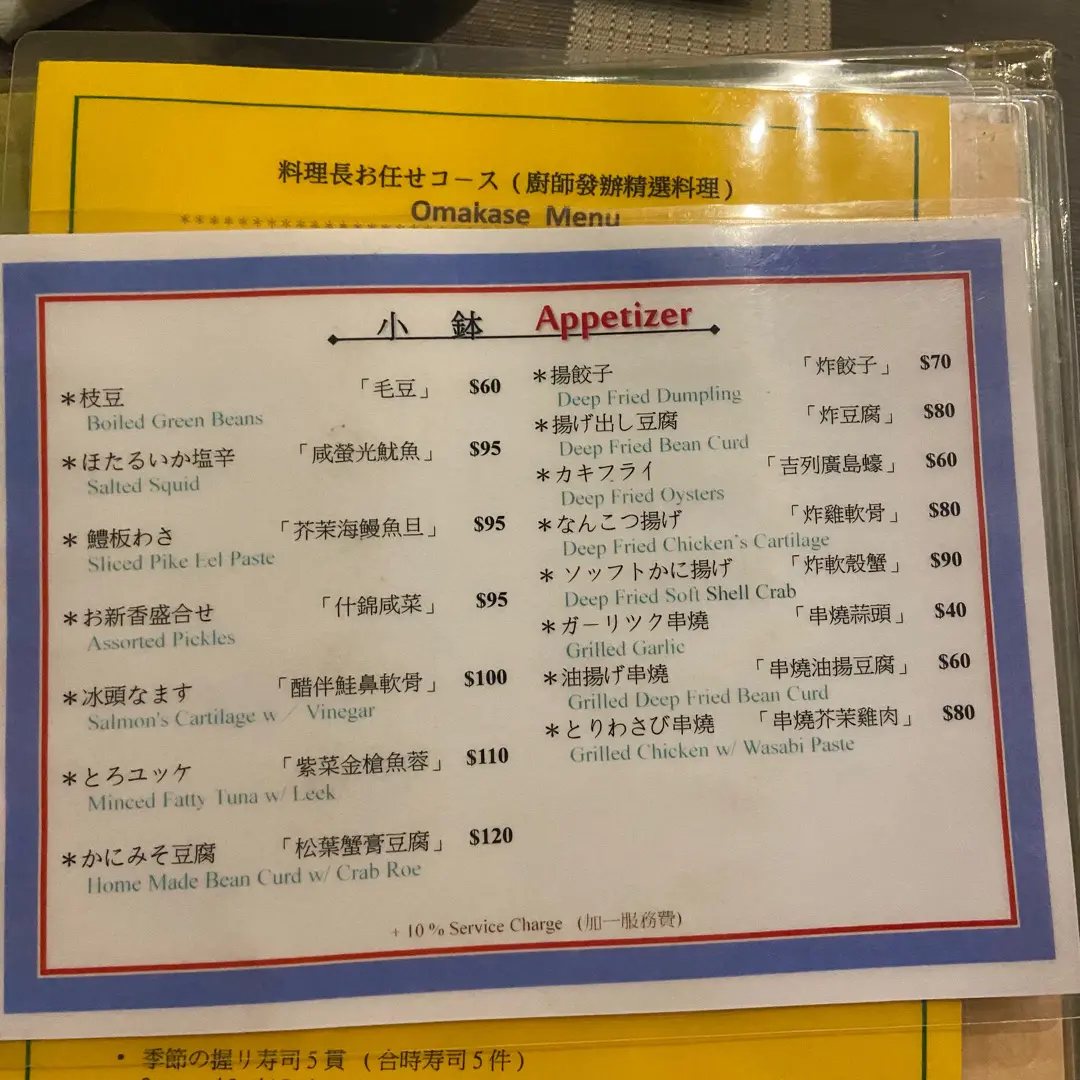 料理長お任せコース (廚師發辦精選料理)
Omakase Menu
小 鉢 Appetizer
*枝豆 「毛豆」 $60
Boiled Green Beans
*ほたるいか塩辛 「咸螢光魷魚」 $95
Salted Squid
* 鱧板わさ 「芥茉海鰻魚旦」 $95
Sliced Pike Eel Paste
*お新香盛合せ 「什錦咸菜」 $95
Assorted Pickles
*冰頭なます 「醋伴鮭鼻軟骨」 $100
Salmon's Cartilage w/ Vinegar
*とろユッケ 「紫菜金槍魚蓉」 $110
Minced Fatty Tuna w/ Leek
*かにみそ豆腐 「松葉蟹膏豆腐」 $120
Home Made Bean Curd w/ Crab Roe
*揚餃子 「炸餃子」 $70
Deep Fried Dumpling
*揚げ出し豆腐 「炸豆腐」 $80
Deep Fried Bean Curd
*カキフライ 「吉列廣島蠔」 $60
Deep Fried Oysters
*なんこつ揚げ 「炸雞軟骨」 $80
Deep Fried Chicken's Cartilage
* ソッフトかに揚げ 「炸軟殼蟹」 $90
Deep Fried Soft Shell Crab
*ガーリツク串燒 「串燒蒜頭」 $40
Grilled Garlic
*油揚げ串燒 「串燒油揚豆腐」 $60
Grilled Deep Fried Bean Curd
*とりわさび串燒 「串燒芥茉雞肉」 $80
Grilled Chicken w/ Wasabi Paste
+ 10 % Service Charge (加一服務費)
• 季節の握り寿司5貫 (合時寿司5件)